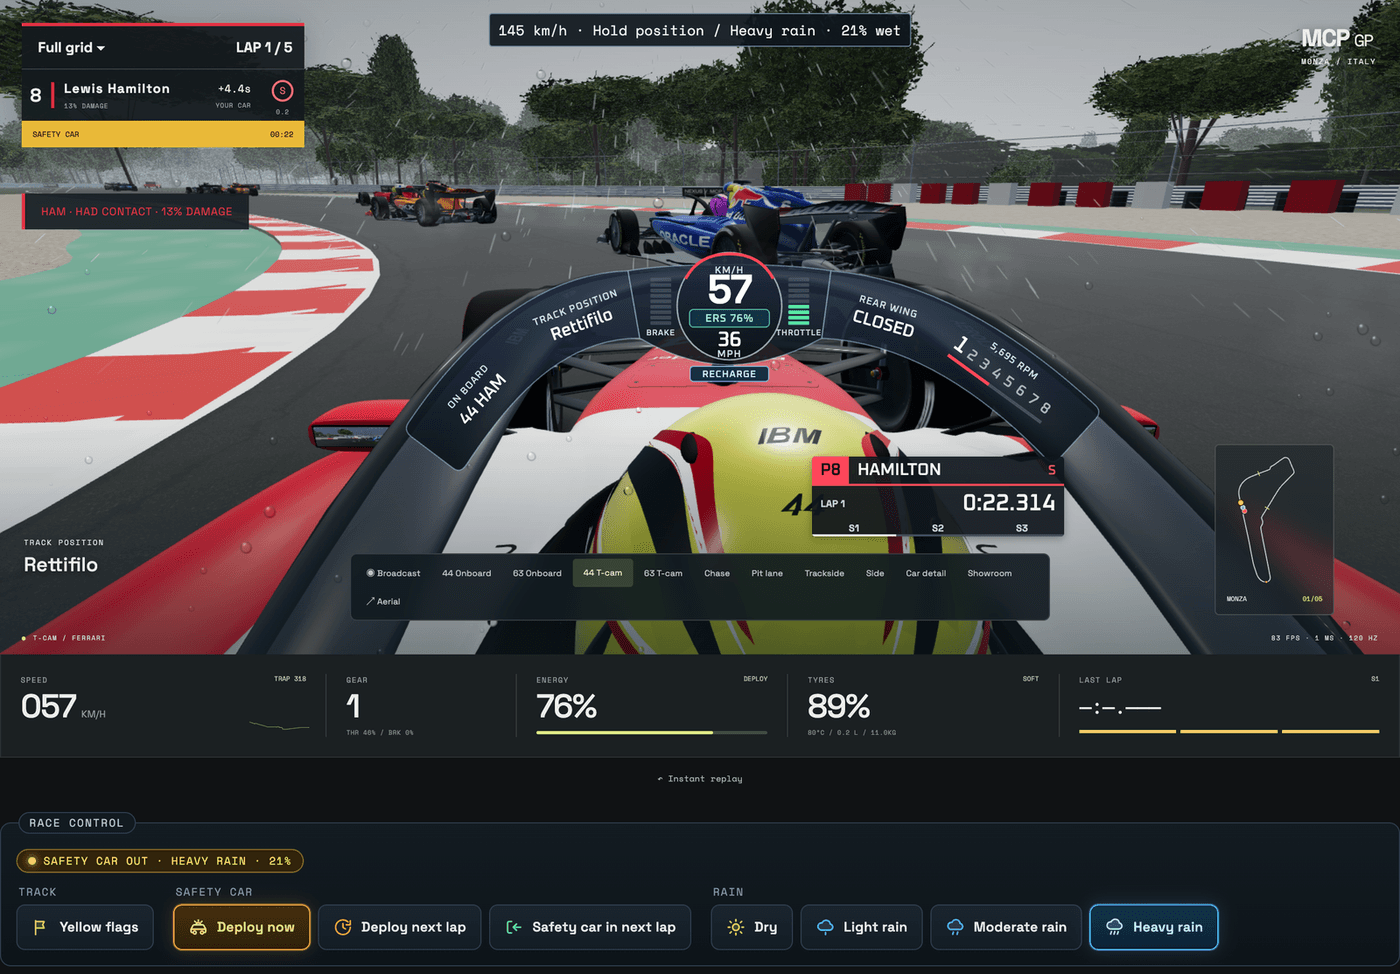 Full grid
LAP 1 / 5
8 Lewis Hamilton +4.4s S
13% DAMAGE YOUR CAR 0.2
SAFETY CAR 00:22
HAM · HAD CONTACT · 13% DAMAGE
145 km/h · Hold position / Heavy rain · 21% wet
MCP GP
MONZA / ITALY
ORACLE
KM/H
57
ERS 76%
36
MPH
RECHARGE
BRAKE
THROTTLE
TRACK POSITION
Rettifilo
ON BOARD
44 HAM
REAR WING
CLOSED
5,695 RPM
1 2 3 4 5 6 7 8
IBM
44
P8 HAMILTON S
LAP 1 0:22.314
S1 S2 S3
TRACK POSITION
Rettifilo
Broadcast 44 Onboard 63 Onboard 44 T-cam 63 T-cam Chase Pit lane Trackside Side Car detail Showroom
Aerial
MONZA 01/05
T-CAM / FERRARI
83 FPS · 1 MS · 120 HZ
SPEED TRAP 318
057 KM/H
GEAR
1
THR 46% / BRK 0%
ENERGY DEPLOY
76%
TYRES SOFT
89%
80°C / 0.2 L / 11.0KG
LAST LAP S1
—:—.———
Instant replay
RACE CONTROL
SAFETY CAR OUT · HEAVY RAIN · 21%
TRACK
Yellow flags
SAFETY CAR
Deploy now
Deploy next lap
Safety car in next lap
RAIN
Dry
Light rain
Moderate rain
Heavy rain